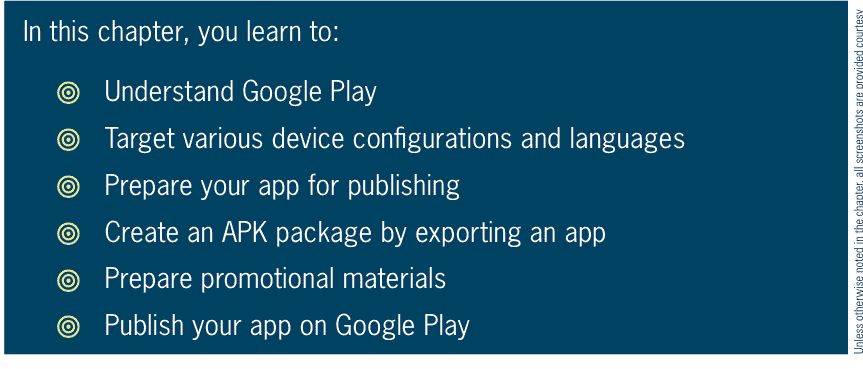 In this chapter, you learn to:
Understand Google Play
Target various device configurations and languages
Prepare your app for publishing
Create an APK package by exporting an app
Prepare promotional materials
Publish your app on Google Play
Unless otherwise noted in the chapter, all screenshots are provided courtesy